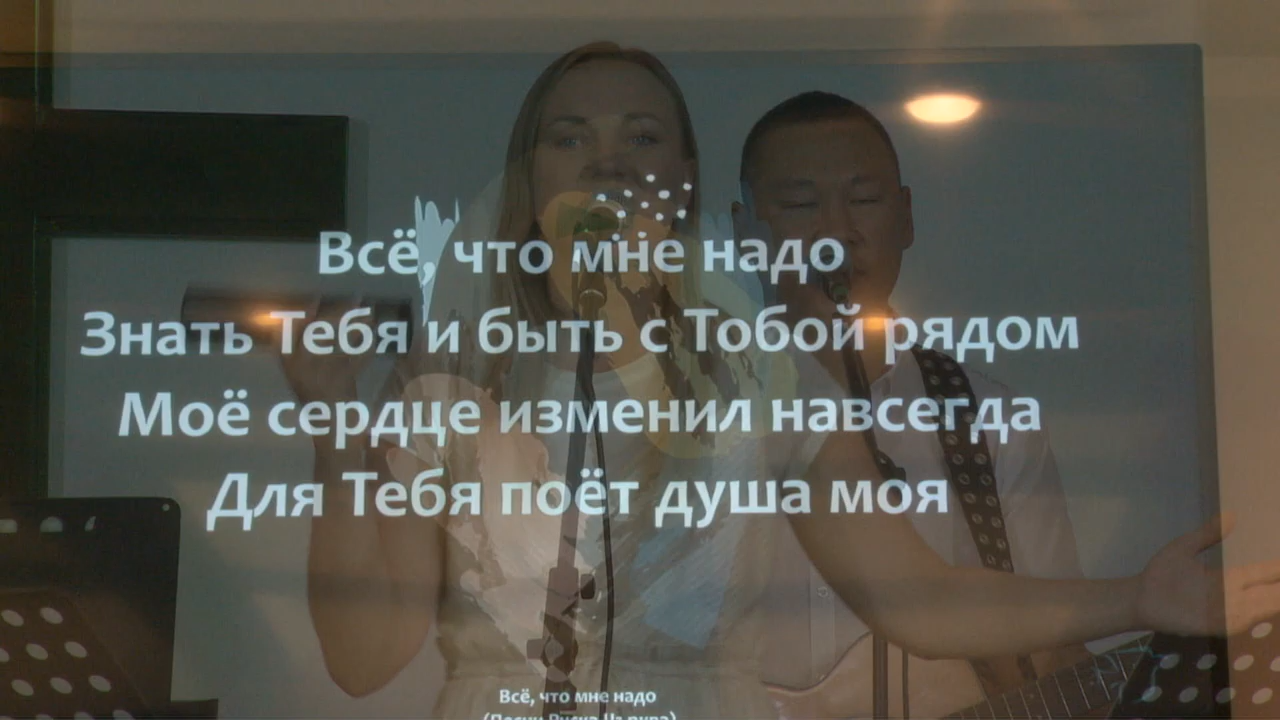 Всё, что мне надо
Знать Тебя и быть с Тобой рядом
Моё сердце изменил навсегда
Для Тебя поёт душа моя
Всё, что мне надо